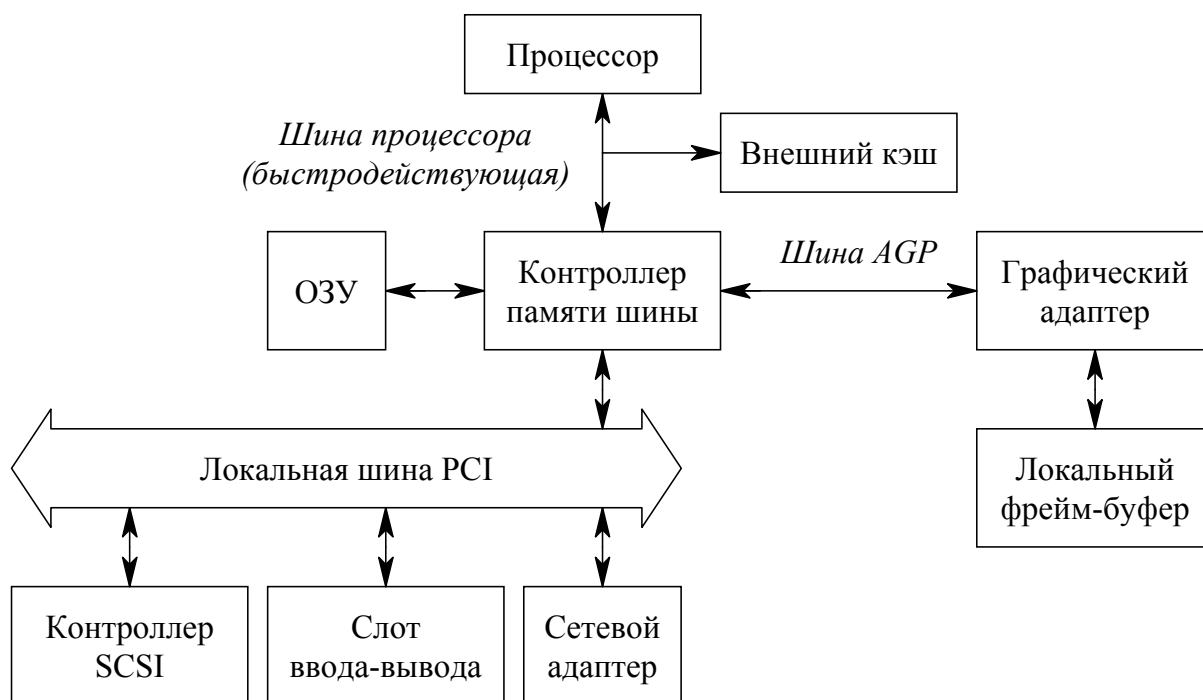 Процессор
Шина процессора
(быстродействующая)
Внешний кэш
ОЗУ
Контроллер
памяти шины
Шина AGP
Графический
адаптер
Локальная шина PCI
Локальный
фрейм-буфер
Контроллер
SCSI
Слот
ввода-вывода
Сетевой
адаптер